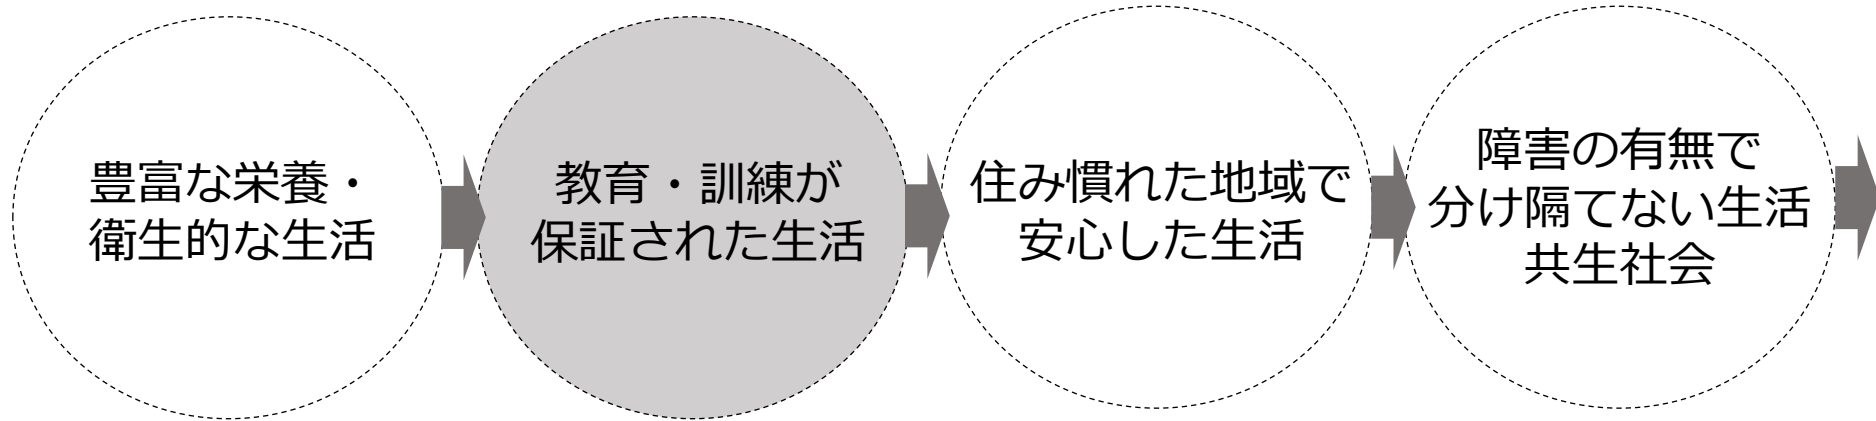 豊富な栄養・
衛生的な生活
教育・訓練が
保証された生活
住み慣れた地域で
安心した生活
障害の有無で
分け隔てない生活
共生社会